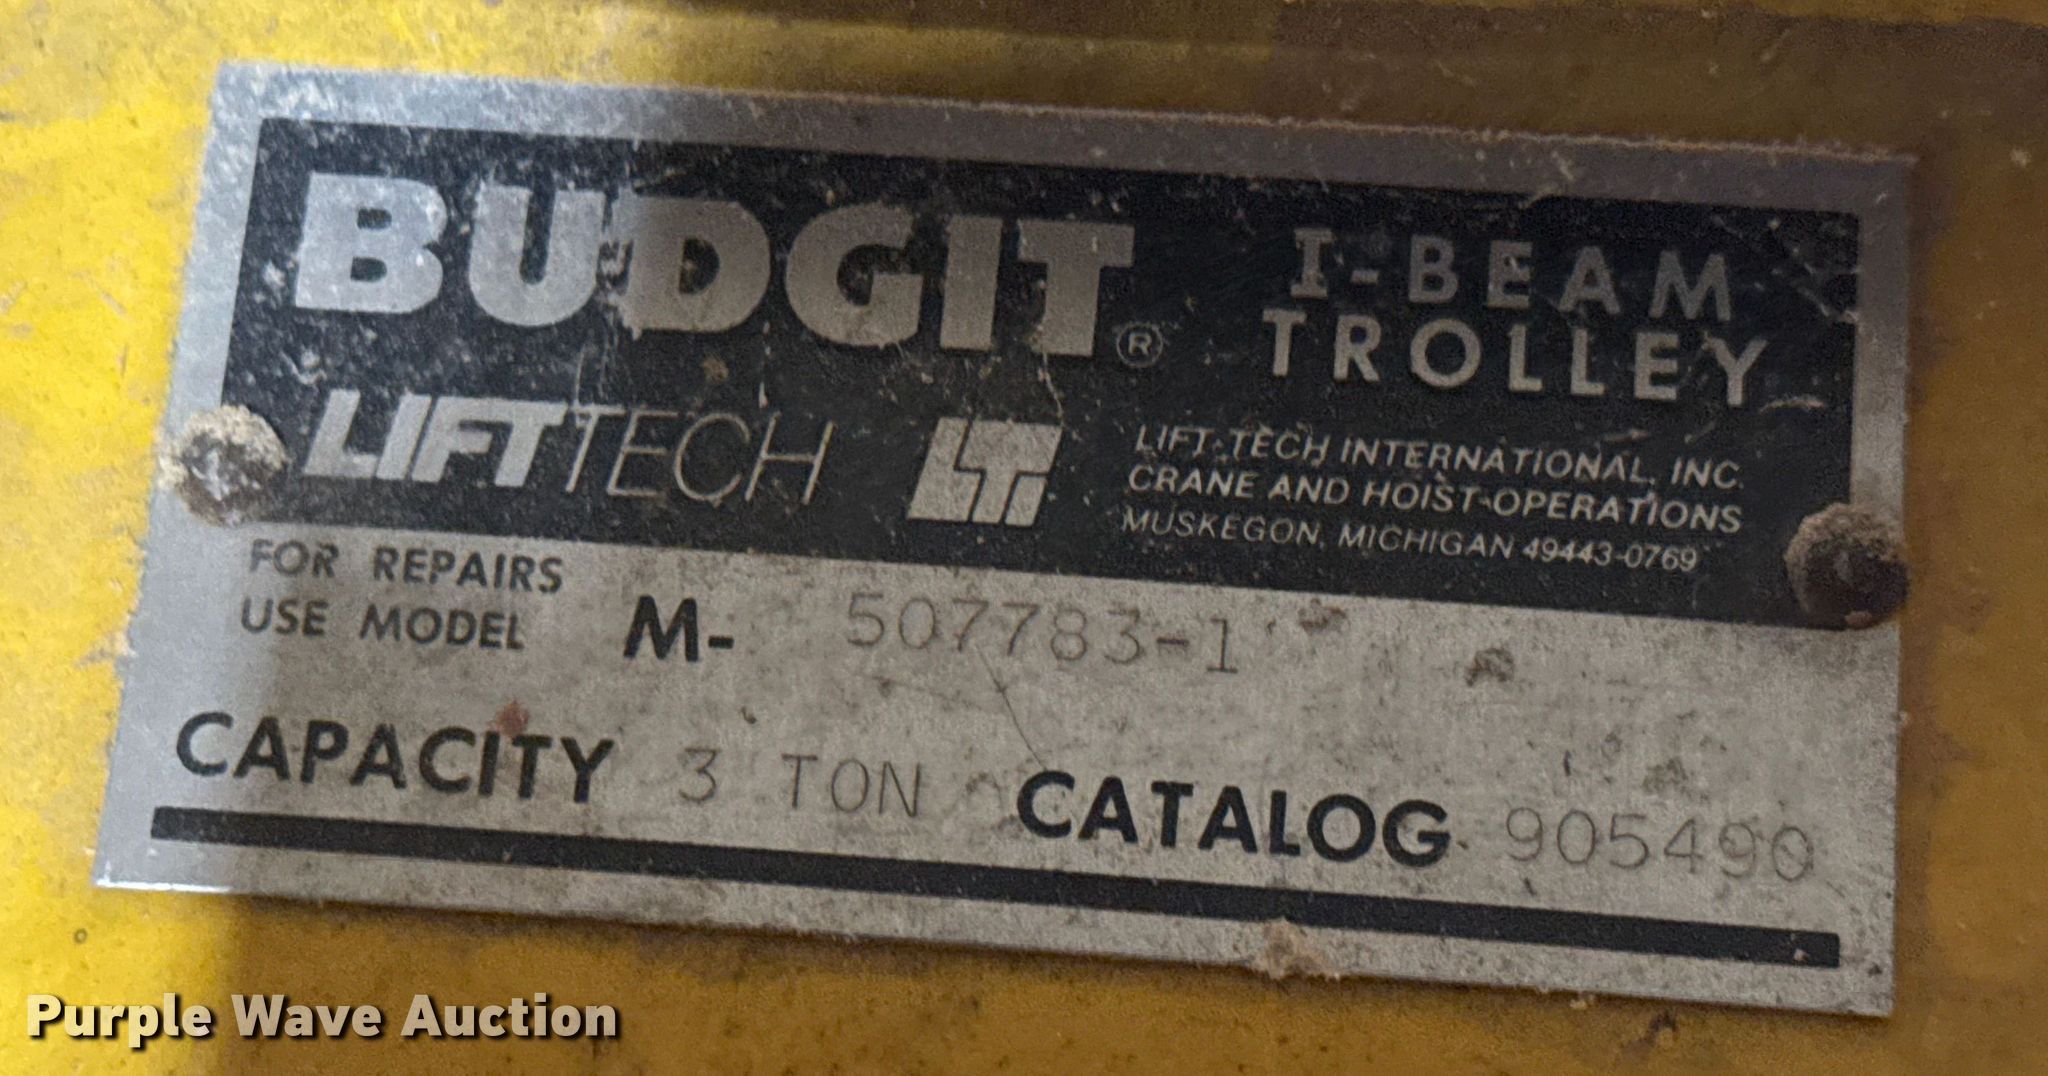 BUDGIT®
I-BEAM
TROLLEY
LIFTTECH
LTI
LIFT-TECH INTERNATIONAL, INC.
CRANE AND HOIST OPERATIONS
MUSKEGON, MICHIGAN 49443-0769
FOR REPAIRS
USE MODEL M- 507783-1
CAPACITY 3 TON CATALOG 905490
Purple Wave Auction